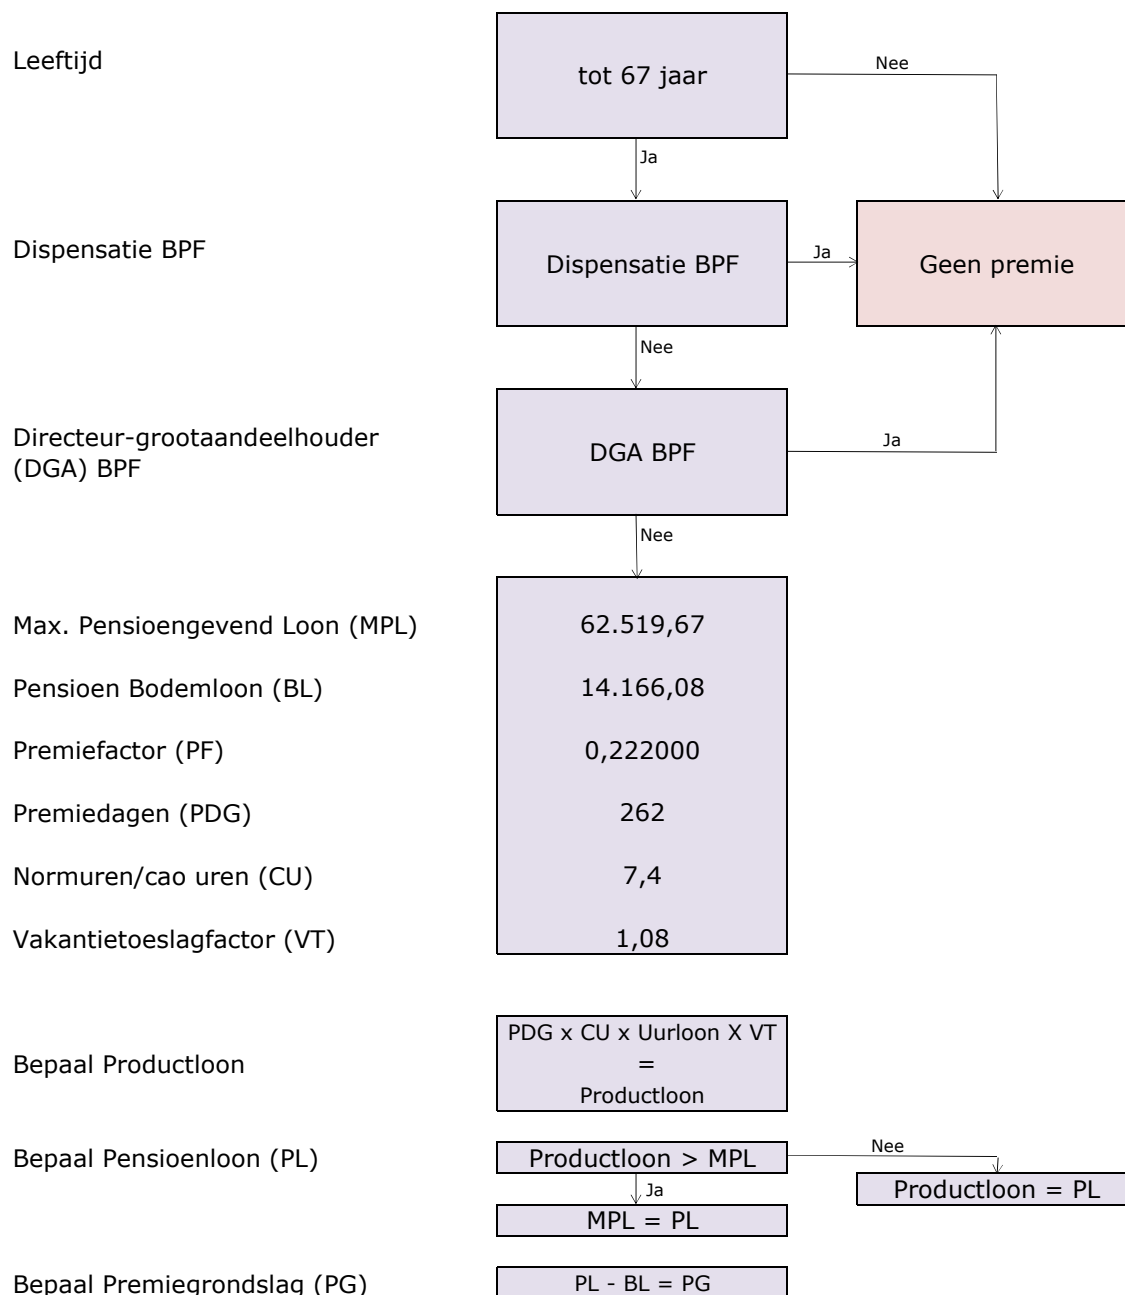 Leeftijd
tot 67 jaar
Nee
Ja
Dispensatie BPF
Dispensatie BPF
Ja
Geen premie
Nee
Directeur-grootaandeelhouder
(DGA) BPF
DGA BPF
Ja
Nee
Max. Pensioengevend Loon (MPL)
62.519,67
Pensioen Bodemloon (BL)
14.166,08
Premiefactor (PF)
0,222000
Premiedagen (PDG)
262
Normuren/cao uren (CU)
7,4
Vakantietoeslagfactor (VT)
1,08
Bepaal Productloon
PDG x CU x Uurloon X VT
=
Productloon
Bepaal Pensioenloon (PL)
Productloon > MPL
Nee
Productloon = PL
Ja
MPL = PL
Bepaal Premiegrondslag (PG)
PL - BL = PG